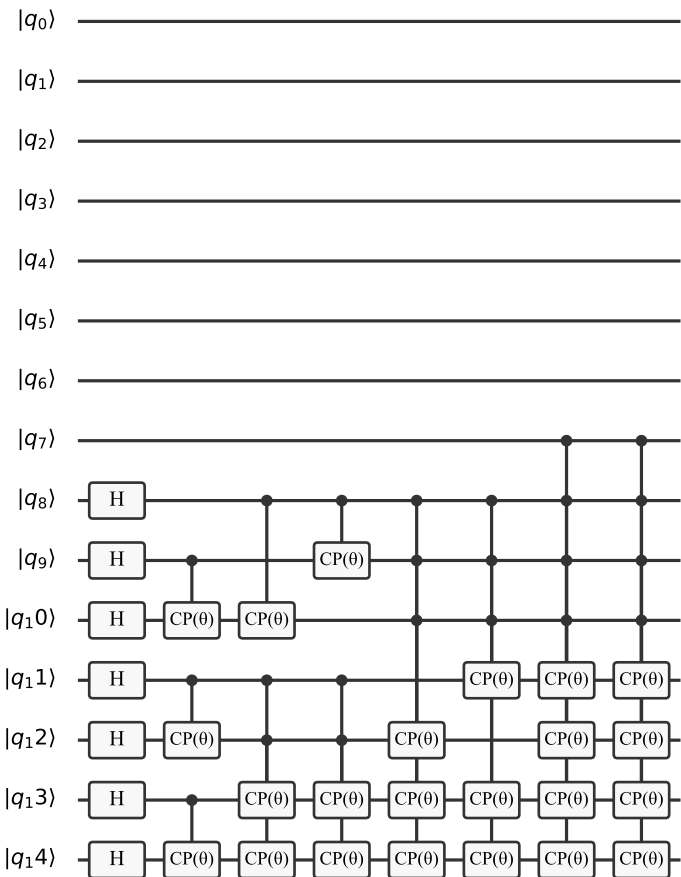 |q₀⟩
|q₁⟩
|q₂⟩
|q₃⟩
|q₄⟩
|q₅⟩
|q₆⟩
|q₇⟩
|q₈⟩ H
|q₉⟩ H CP(θ)
|q₁0⟩ H CP(θ) CP(θ)
|q₁1⟩ H CP(θ) CP(θ) CP(θ)
|q₁2⟩ H CP(θ) CP(θ) CP(θ) CP(θ)
|q₁3⟩ H CP(θ) CP(θ) CP(θ) CP(θ) CP(θ) CP(θ)
|q₁4⟩ H CP(θ) CP(θ) CP(θ) CP(θ) CP(θ) CP(θ) CP(θ)